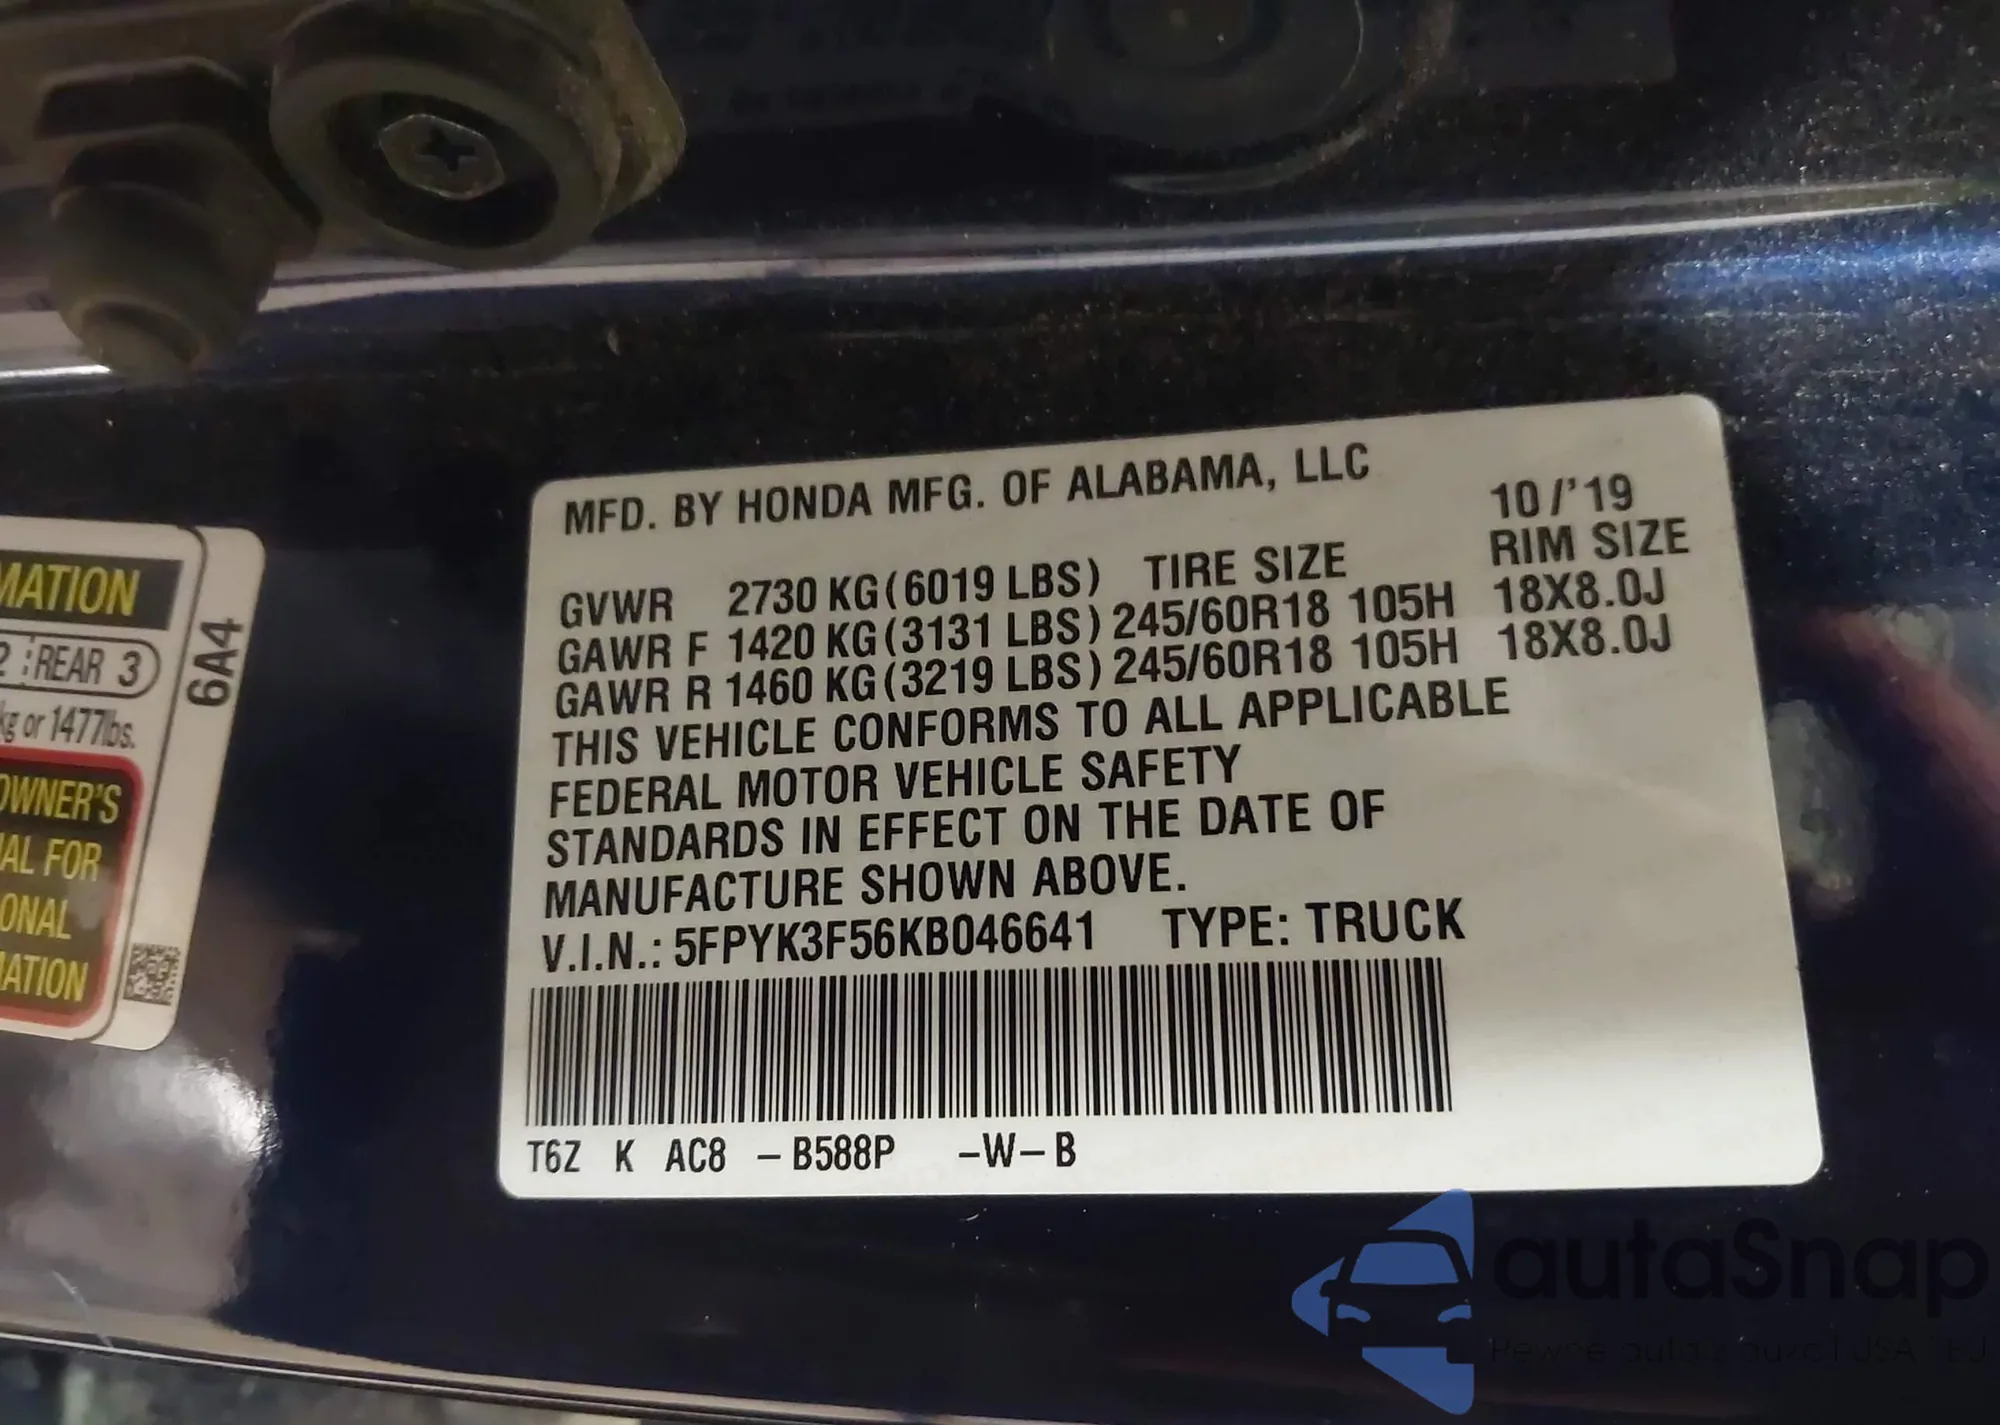 MFD. BY HONDA MFG. OF ALABAMA, LLC 10/'19
GVWR 2730 KG(6019 LBS) TIRE SIZE RIM SIZE
GAWR F 1420 KG(3131 LBS) 245/60R18 105H 18X8.0J
GAWR R 1460 KG(3219 LBS) 245/60R18 105H 18X8.0J
THIS VEHICLE CONFORMS TO ALL APPLICABLE
FEDERAL MOTOR VEHICLE SAFETY
STANDARDS IN EFFECT ON THE DATE OF
MANUFACTURE SHOWN ABOVE.
V.I.N.: 5FPYK3F56KB046641 TYPE: TRUCK
T6Z K AC8 -B588P -W-B
MATION
2 REAR 3
kg or 1477lbs.
OWNER'S
AL FOR
ONAL
MATION
6A4
autaSnap